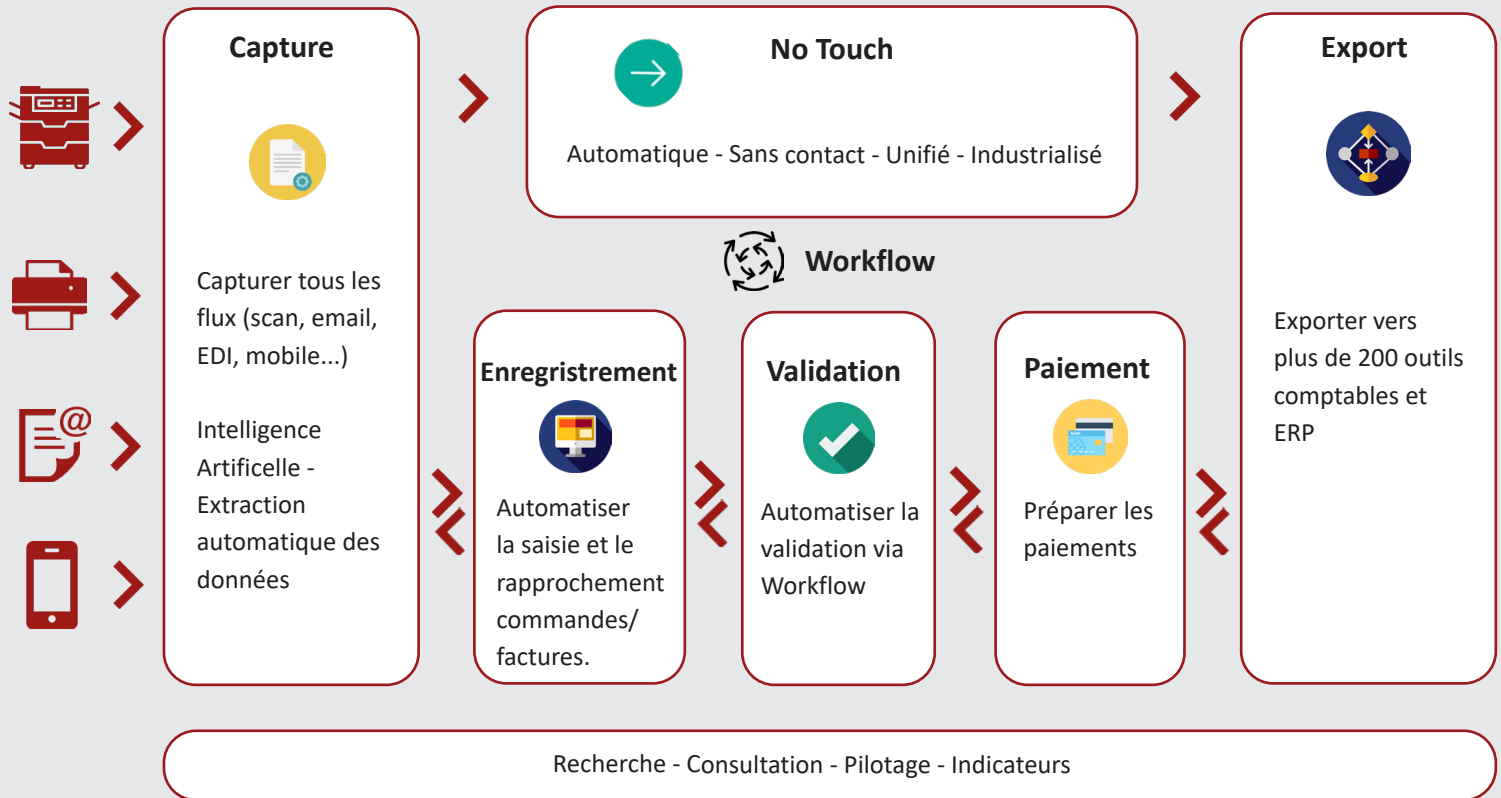 Capture
Capturer tous les
flux (scan, email,
EDI, mobile...)
Intelligence
Artificelle -
Extraction
automatique des
données
No Touch
Automatique - Sans contact - Unifié - Industrialisé
Workflow
Enregristrement
Automatiser
la saisie et le
rapprochement
commandes/
factures.
Validation
Automatiser la
validation via
Workflow
Paiement
Préparer les
paiements
Export
Exporter vers
plus de 200 outils
comptables et
ERP
Recherche - Consultation - Pilotage - Indicateurs